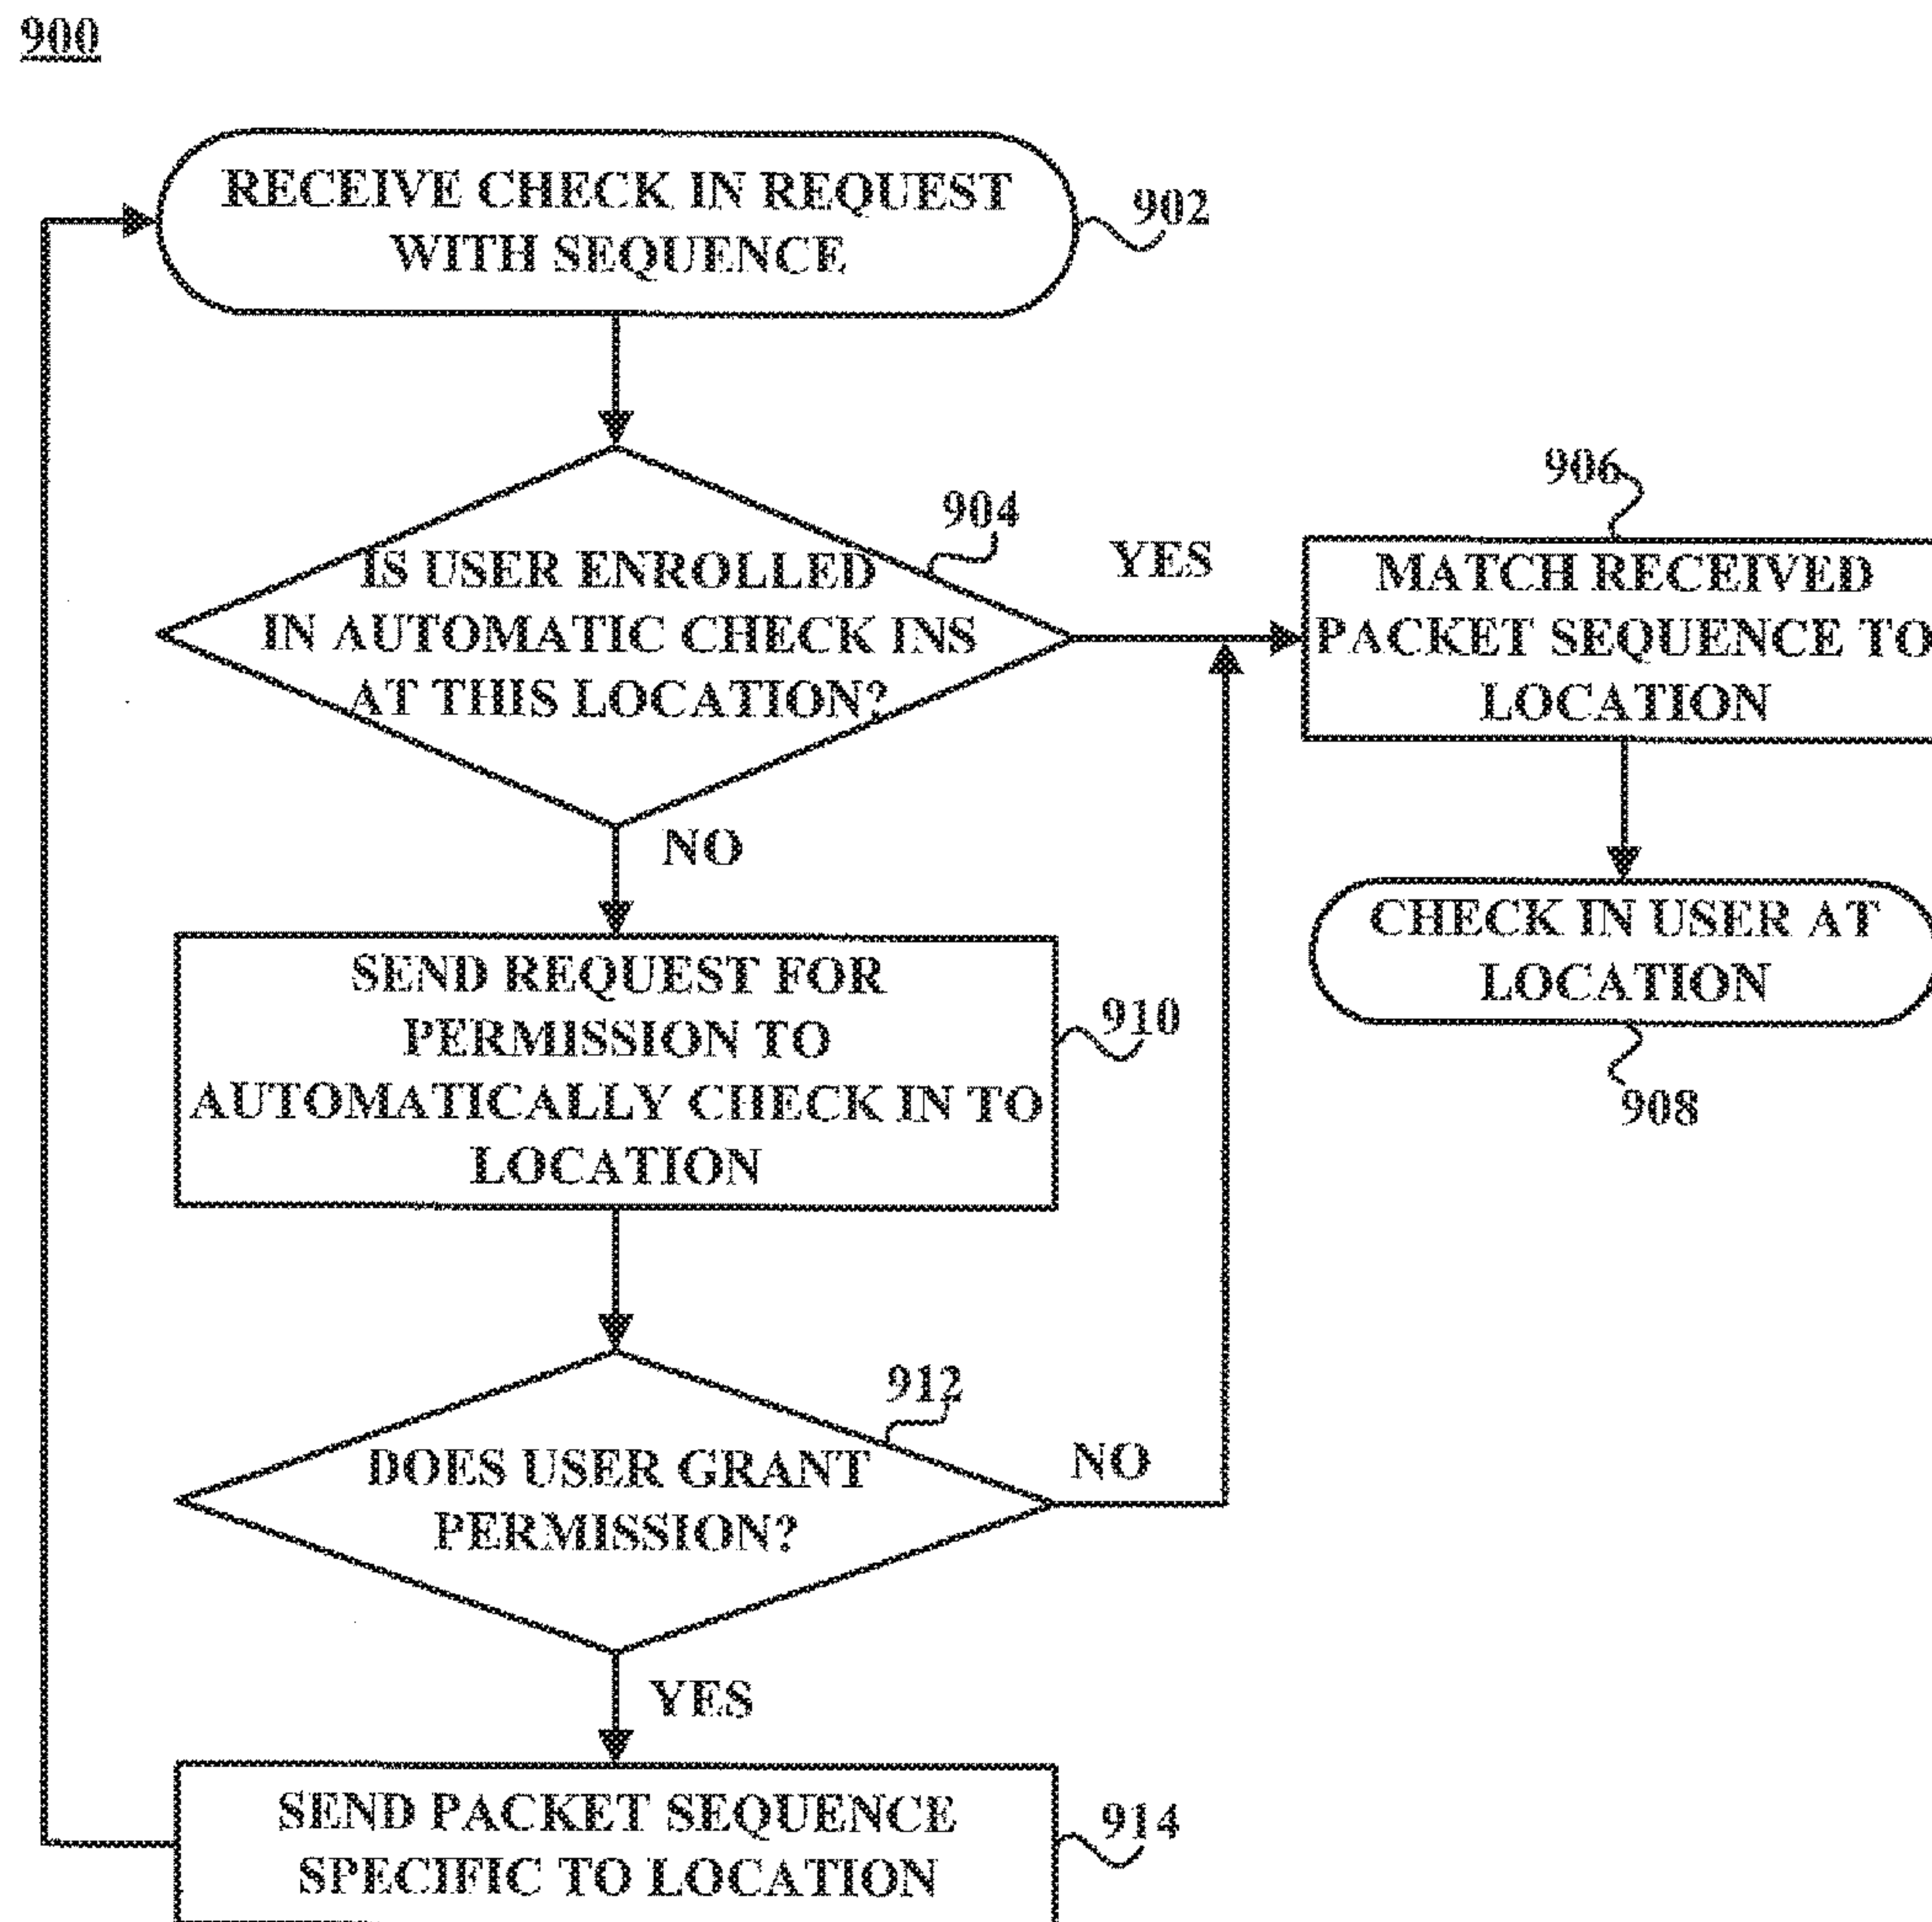 900
RECEIVE CHECK IN REQUEST
WITH SEQUENCE
902
904
IS USER ENROLLED
IN AUTOMATIC CHECK INS
AT THIS LOCATION?
YES
906
MATCH RECEIVED
PACKET SEQUENCE TO
LOCATION
NO
CHECK IN USER AT
LOCATION
908
SEND REQUEST FOR
PERMISSION TO
AUTOMATICALLY CHECK IN TO
LOCATION
910
912
DOES USER GRANT
PERMISSION?
NO
YES
SEND PACKET SEQUENCE
SPECIFIC TO LOCATION
914